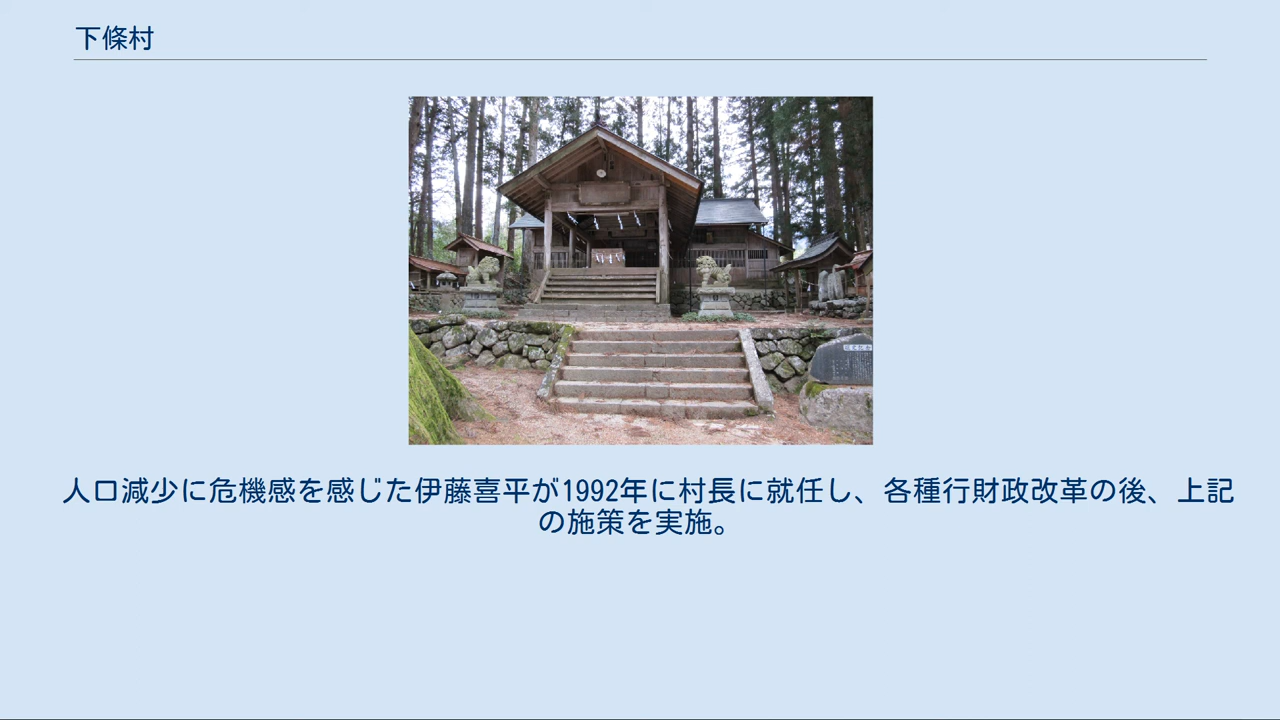 下條村
人口減少に危機感を感じた伊藤喜平が1992年に村長に就任し、各種行財政改革の後、上記
の施策を実施。